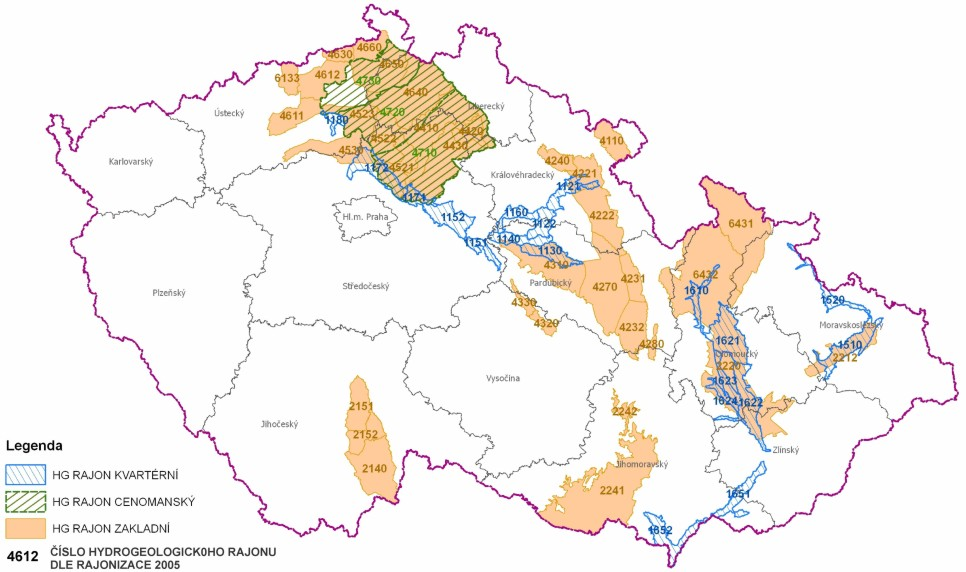 4660
4630
4650
6133
4612
4730
4640
4611
1180
4523
4720
Ústecký
Liberecký
4410
4420
4522
4430
4530
4710
4110
Karlovarský
1172
4521
4240
4221
Královéhradecký
1121
1171
Hl.m. Praha
1152
1160
4222
1122
6431
1151
1140
1130
4310
4231
6432
Plzeňský
Středočeský
Pardubický
4270
1610
1520
4330
4320
4232
Moravskoslezský
4280
1621
1510
Olomoucký
2212
2220
Vysočina
1623
2151
2242
1624
1622
Jihočeský
2152
Zlínský
2140
Jihomoravský
2241
1651
1652
Legenda
HG RAJON KVARTÉRNÍ
HG RAJON CENOMANSKÝ
HG RAJON ZAKLADNÍ
4612 ČÍSLO HYDROGEOLOGICK0HO RAJONU
DLE RAJONIZACE 2005